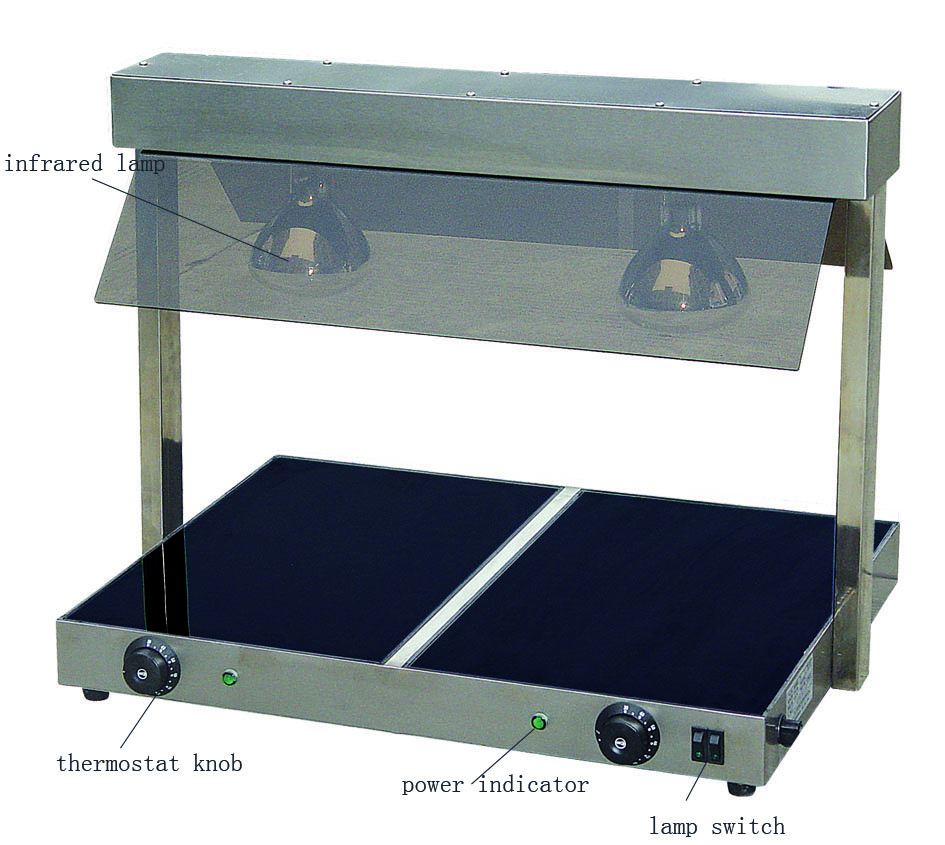 infrared lamp
thermostat knob
power indicator
lamp switch